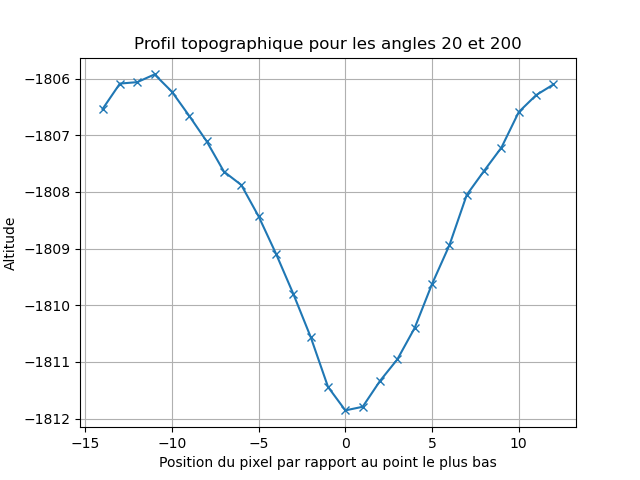 Profil topographique pour les angles 20 et 200
Altitude
−1806
−1807
−1808
−1809
−1810
−1811
−1812
−15 −10 −5 0 5 10
Position du pixel par rapport au point le plus bas